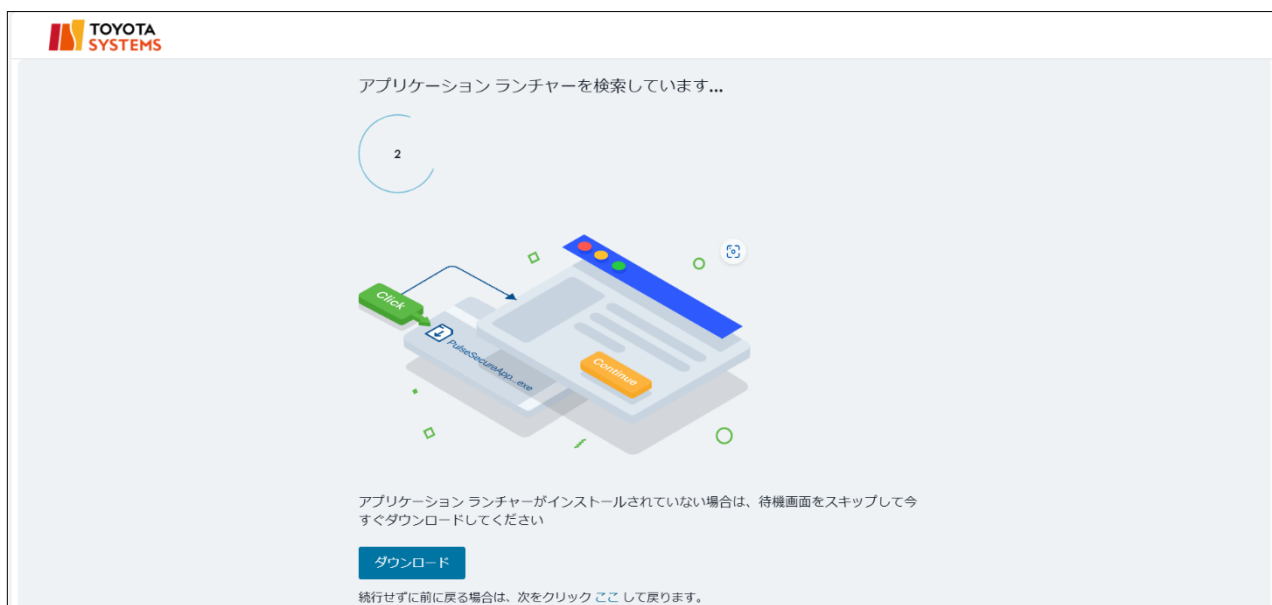 TOYOTA
SYSTEMS
アプリケーション ランチャーを検索しています...
2
Click
PulseSecureApp...exe
Continue
アプリケーション ランチャーがインストールされていない場合は、待機画面をスキップして今
すぐダウンロードしてください
ダウンロード
続行せずに前に戻る場合は、次をクリック ここ して戻ります。